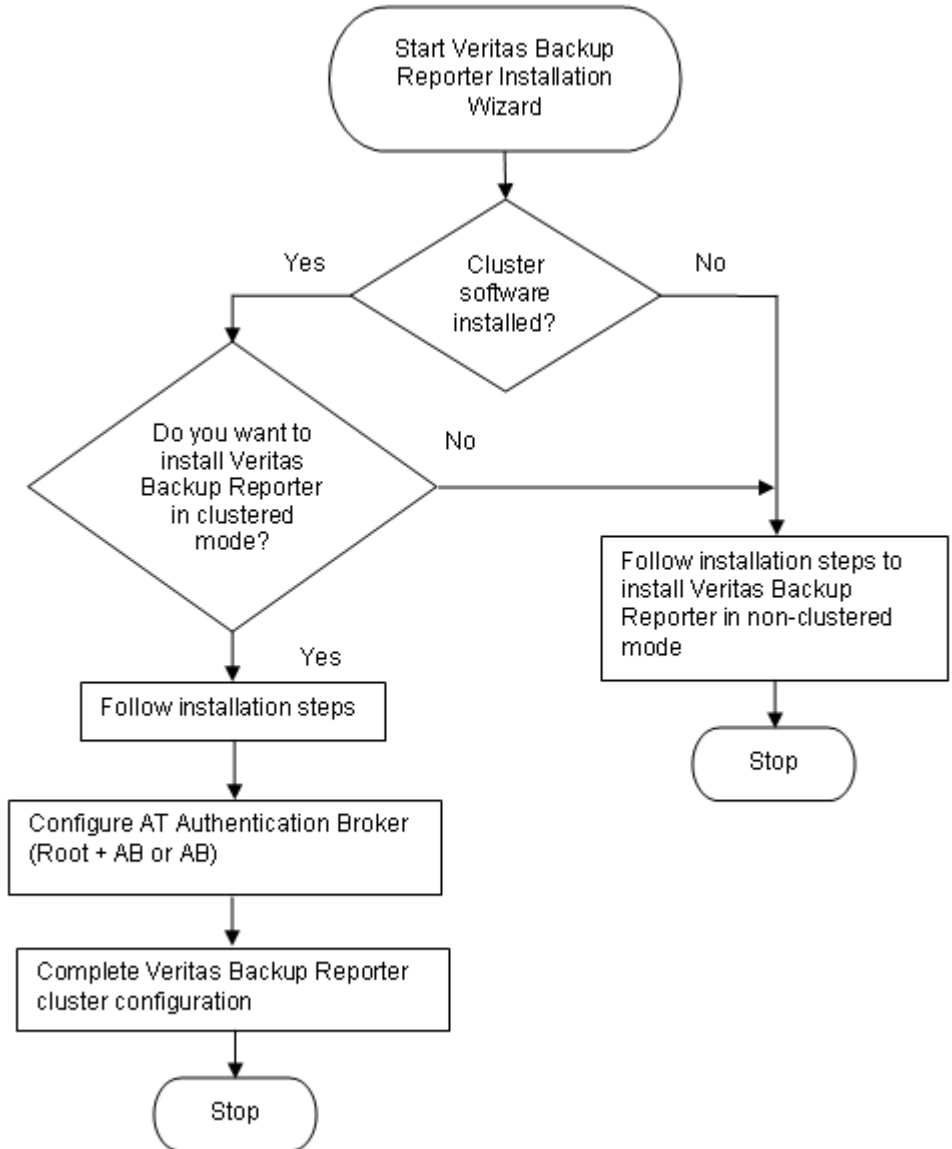 Start Veritas Backup
Reporter Installation
Wizard
Yes
Cluster
software
installed?
No
Do you want to
install Veritas
Backup Reporter
in clustered
mode?
No
Follow installation steps to
install Veritas Backup
Reporter in non-clustered
mode
Yes
Follow installation steps
Stop
Configure AT Authentication Broker
(Root + AB or AB)
Complete Veritas Backup Reporter
cluster configuration
Stop